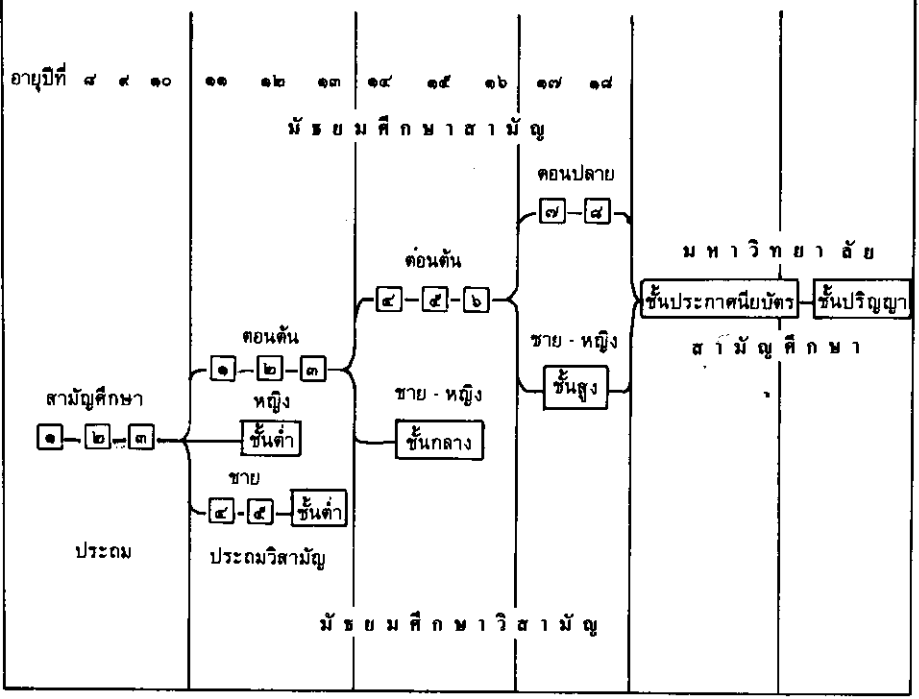 อายุปีที่ ๘ ๙ ๑๐ ๑๑ ๑๒ ๑๓ ๑๔ ๑๕ ๑๖ ๑๗ ๑๘
มัธยมศึกษาสามัญ
ตอนปลาย
๗ ๘
มหาวิทยาลัย
ต่อนต้น
๔ ๕ ๖
ชั้นประกาศนียบัตร ชั้นปริญญา
ตอนต้น
ชาย - หญิง
สามัญศึกษา
๑ ๒ ๓
ชั้นสูง
สามัญศึกษา
หญิง
ชาย - หญิง
๑ ๒ ๓
ชั้นต่ำ
ชั้นกลาง
ชาย
๔ ๕ ชั้นต่ำ
ประถม
ประถมวิสามัญ
มัธยมศึกษาวิสามัญ